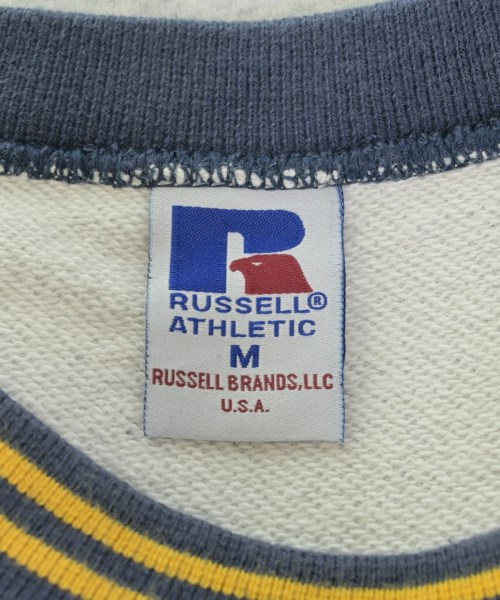 RUSSELL®
ATHLETIC
M
RUSSELL BRANDS,LLC
U.S.A.